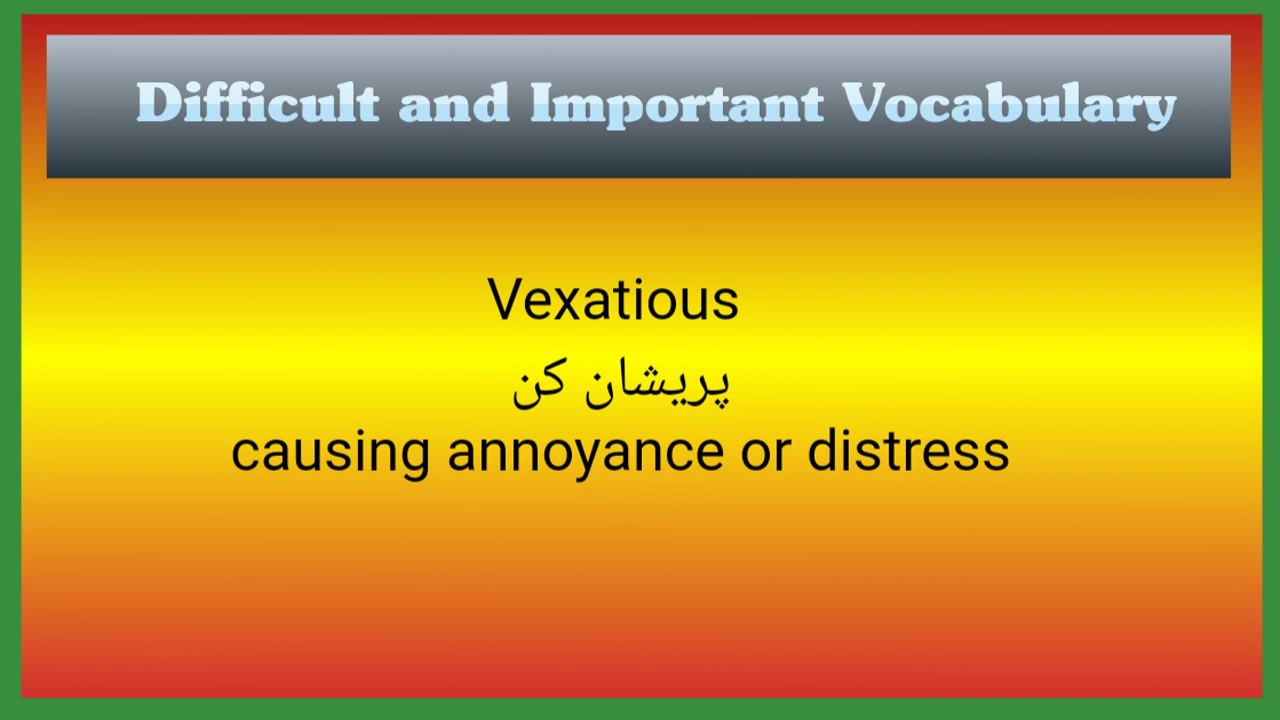 Difficult and Important Vocabulary
Vexatious
پریشان کن
causing annoyance or distress